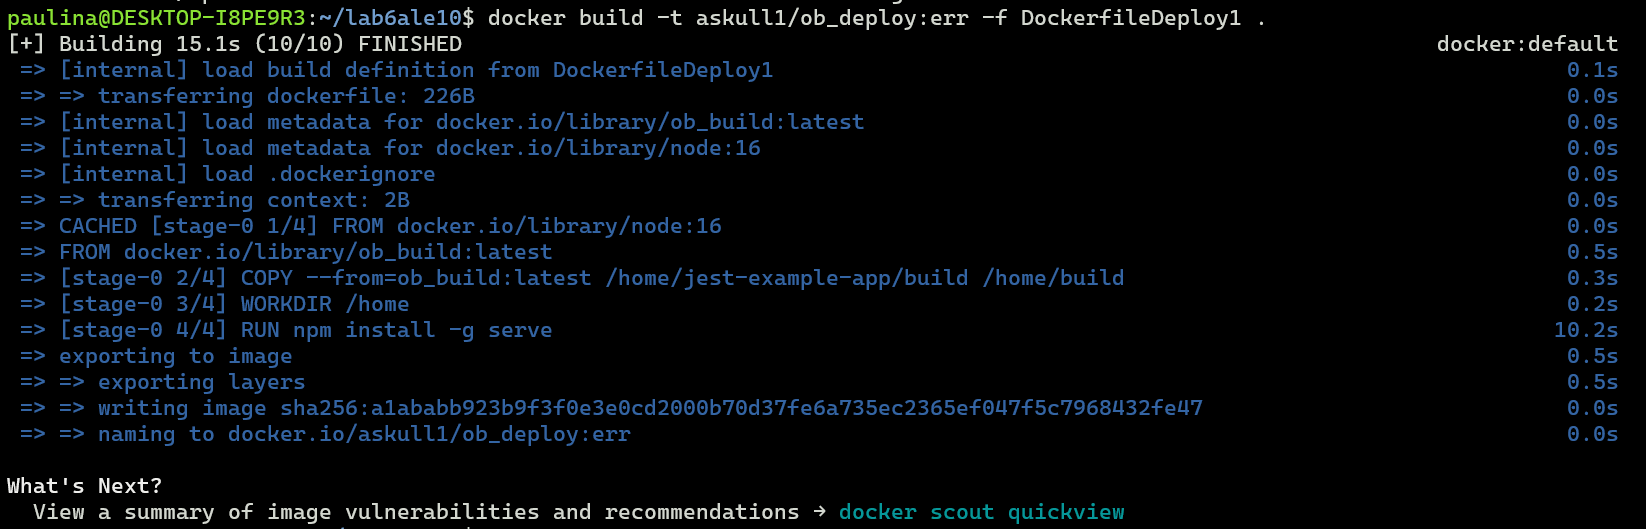 paulina@DESKTOP-I8PE9R3:~/lab6ale10$ docker build -t askull1/ob_deploy:err -f DockerfileDeploy1 .
[+] Building 15.1s (10/10) FINISHED docker:default
=> [internal] load build definition from DockerfileDeploy1 0.1s
=> => transferring dockerfile: 226B 0.0s
=> [internal] load metadata for docker.io/library/ob_build:latest 0.0s
=> [internal] load metadata for docker.io/library/node:16 0.0s
=> [internal] load .dockerignore 0.0s
=> => transferring context: 2B 0.0s
=> CACHED [stage-0 1/4] FROM docker.io/library/node:16 0.0s
=> FROM docker.io/library/ob_build:latest 0.5s
=> [stage-0 2/4] COPY --from=ob_build:latest /home/jest-example-app/build /home/build 0.3s
=> [stage-0 3/4] WORKDIR /home 0.2s
=> [stage-0 4/4] RUN npm install -g serve 10.2s
=> exporting to image 0.5s
=> => exporting layers 0.5s
=> => writing image sha256:a1ababb923b9f3f0e3e0cd2000b70d37fe6a735ec2365ef047f5c7968432fe47 0.0s
=> => naming to docker.io/askull1/ob_deploy:err 0.0s
What's Next?
View a summary of image vulnerabilities and recommendations → docker scout quickview